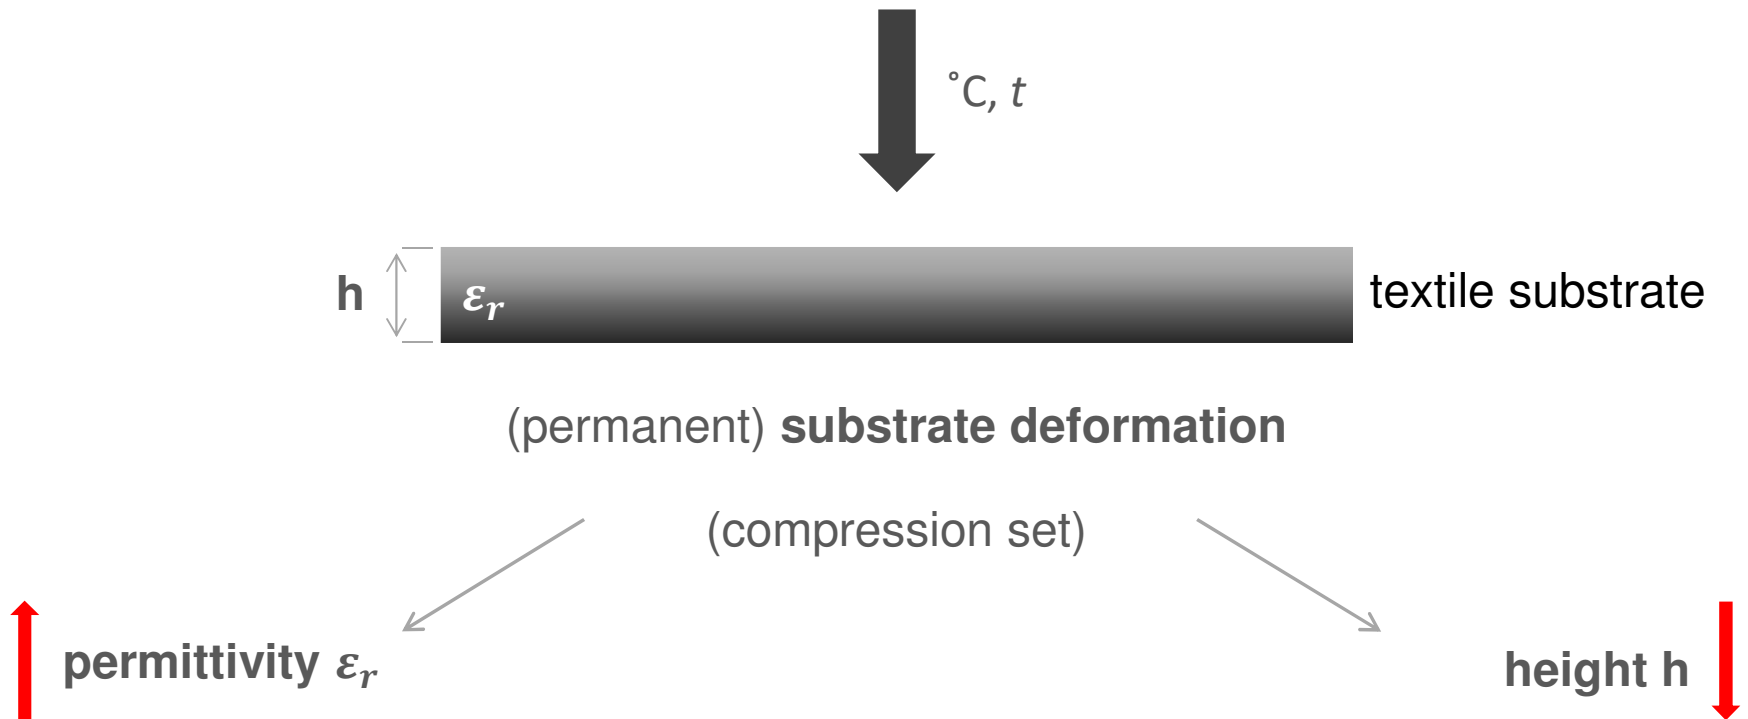 ˚C, t
h
εr
textile substrate
(permanent) substrate deformation
(compression set)
permittivity εr
height h